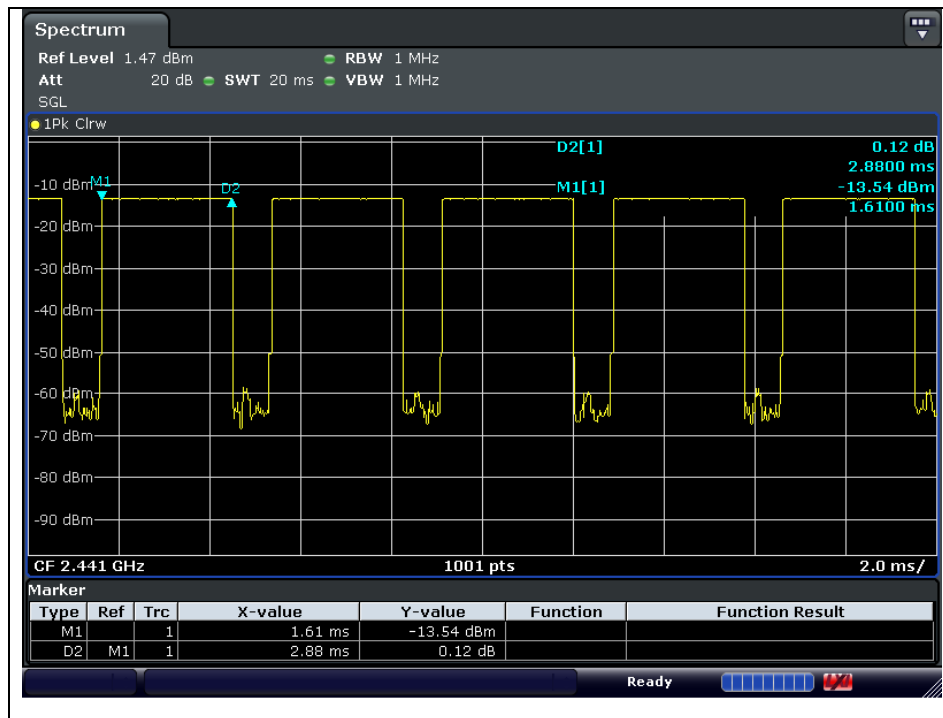 Spectrum
Ref Level 1.47 dBm RBW 1 MHz
Att 20 dB SWT 20 ms VBW 1 MHz
SGL
1Pk Clrw
D2[1] 0.12 dB
2.8800 ms
M1[1] -13.54 dBm
1.6100 ms
M1
D2
-10 dBm
-20 dBm
-30 dBm
-40 dBm
-50 dBm
-60 dBm
-70 dBm
-80 dBm
-90 dBm
CF 2.441 GHz 1001 pts 2.0 ms/
Marker
Type Ref Trc X-value Y-value Function Function Result
M1 1 1.61 ms -13.54 dBm
D2 M1 1 2.88 ms 0.12 dB
Ready